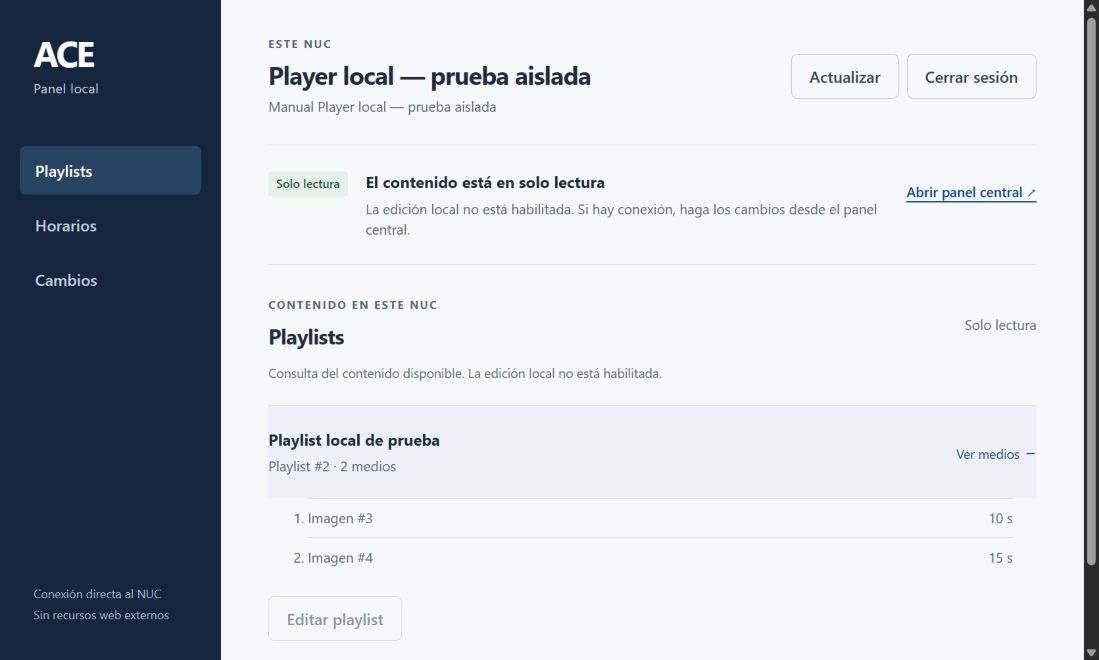 ACE
Panel local
Playlists
Horarios
Cambios
Conexión directa al NUC
Sin recursos web externos
ESTE NUC
Player local — prueba aislada
Manual Player local — prueba aislada
Actualizar
Cerrar sesión
Solo lectura
El contenido está en solo lectura
La edición local no está habilitada. Si hay conexión, haga los cambios desde el panel
central.
Abrir panel central ↗
CONTENIDO EN ESTE NUC
Playlists
Solo lectura
Consulta del contenido disponible. La edición local no está habilitada.
Playlist local de prueba
Playlist #2 · 2 medios
Ver medios −
1. Imagen #3 10 s
2. Imagen #4 15 s
Editar playlist